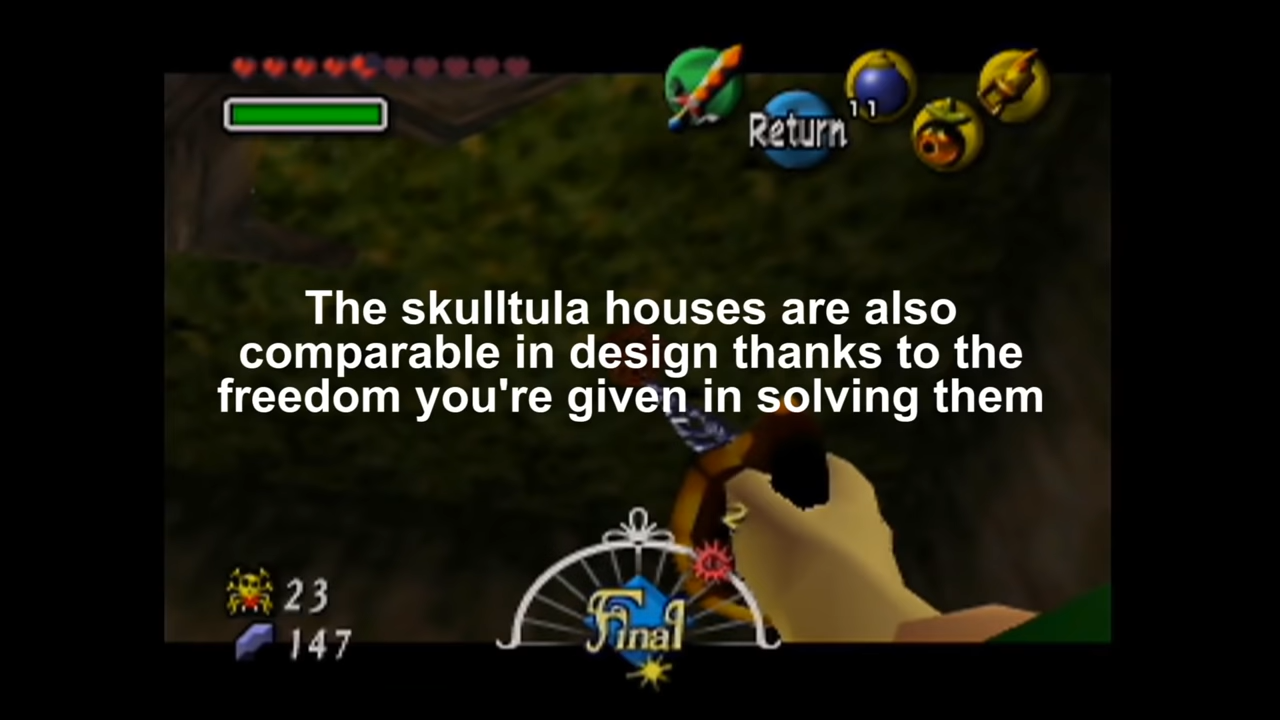 Return
11
The skulltula houses are also
comparable in design thanks to the
freedom you're given in solving them
2
23
Final
147